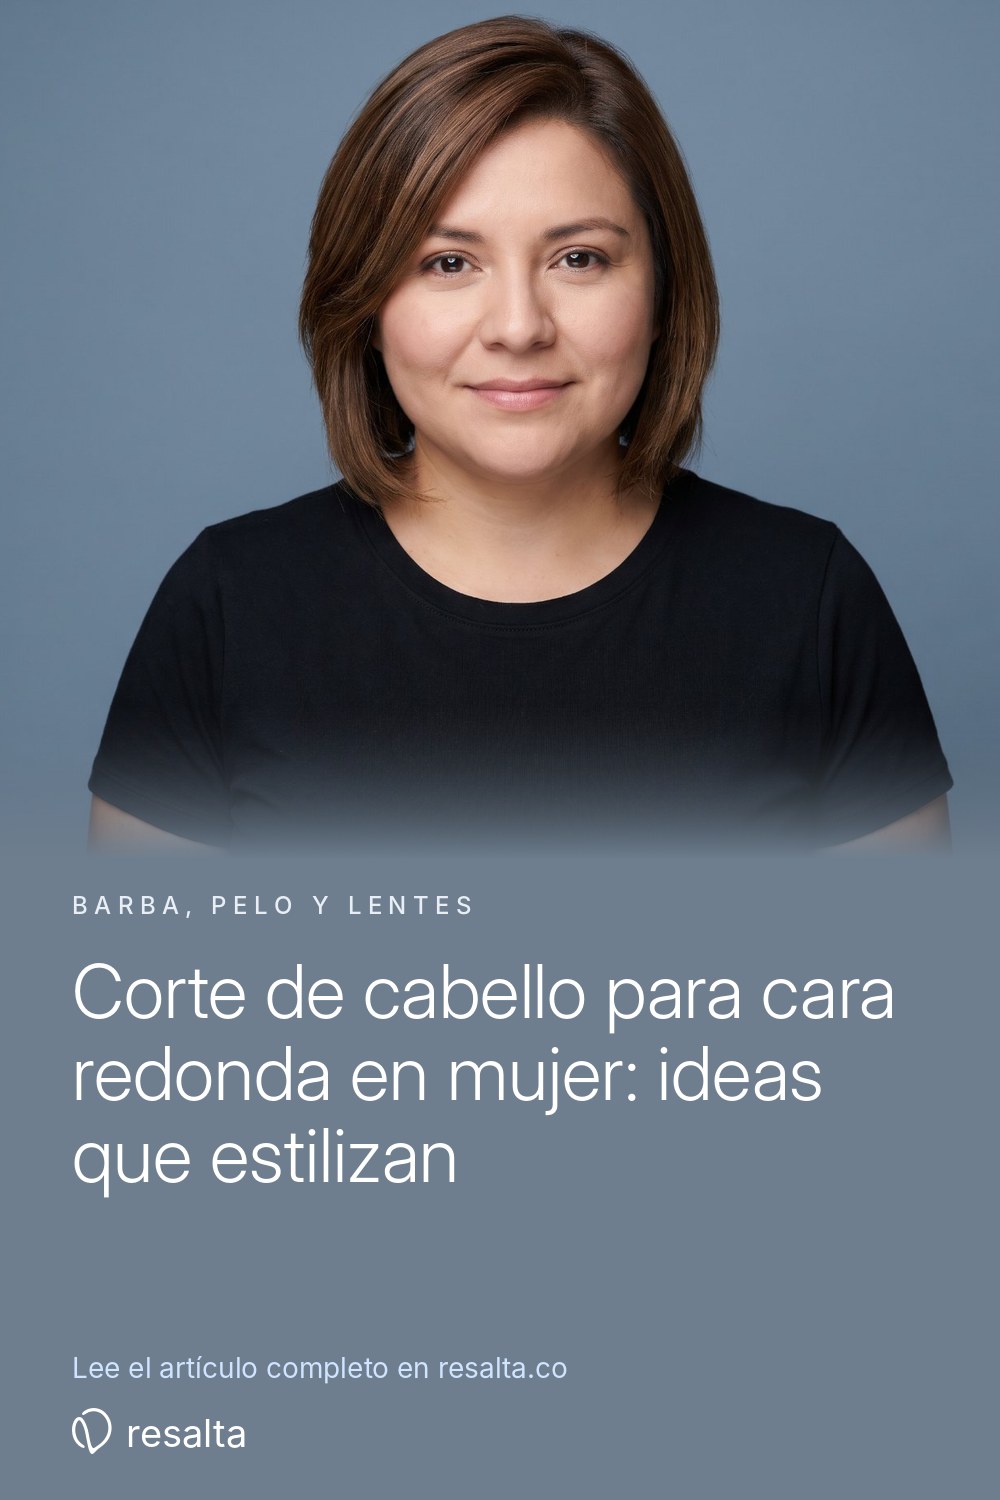 BARBA, PELO Y LENTES
Corte de cabello para cara
redonda en mujer: ideas
que estilizan
Lee el artículo completo en resalta.co
resalta